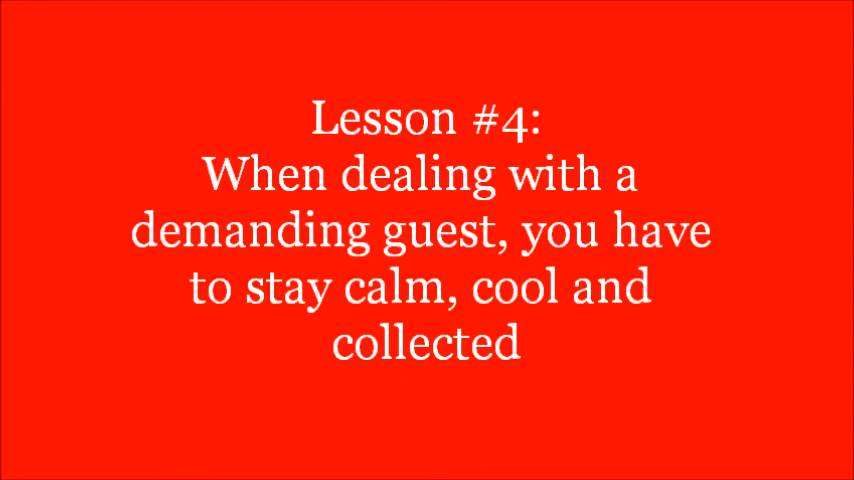 Lesson #4:
When dealing with a
demanding guest, you have
to stay calm, cool and
collected